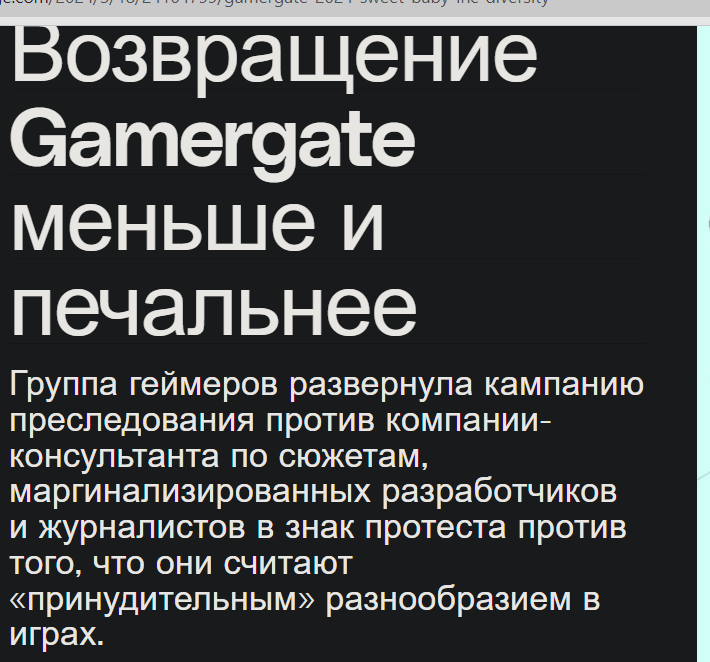 ge.com/2024/3/18/24104799/gamergate-2024-sweet-baby-inc-diversity
Возвращение
Gamergate
меньше и
печальнее
Группа геймеров развернула кампанию
преследования против компании-
консультанта по сюжетам,
маргинализированных разработчиков
и журналистов в знак протеста против
того, что они считают
«принудительным» разнообразием в
играх.